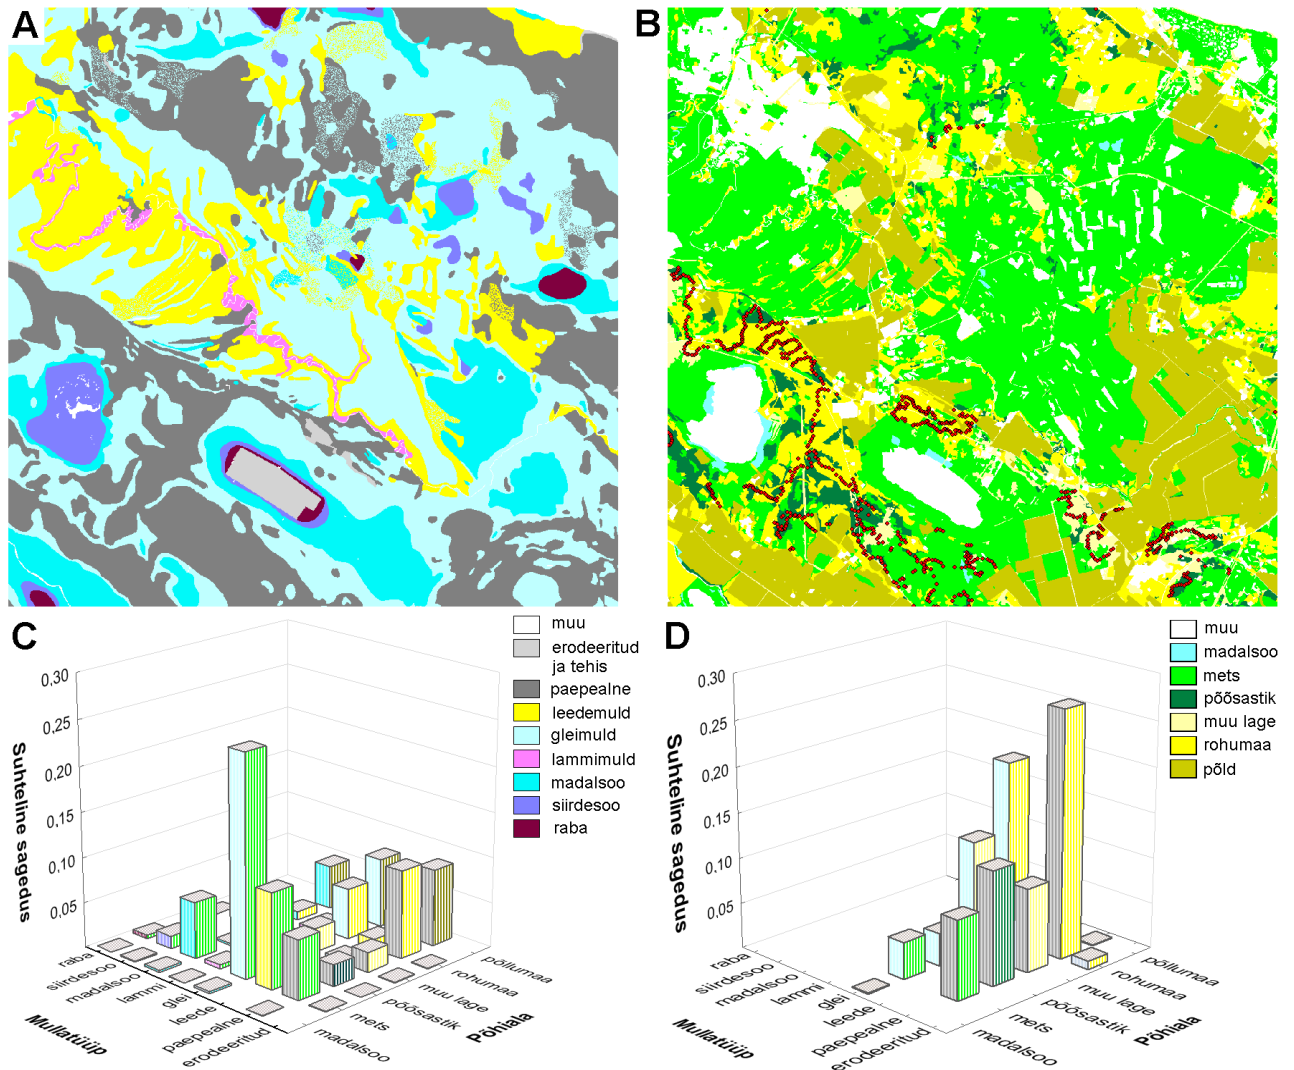 A
B
C
muu
erodeeritud
ja tehis
paepealne
leedemuld
gleimuld
lammimuld
madalsoo
siirdesoo
raba
0,30
0,25
0,20
0,15
0,10
0,05
Suhteline sagedus
raba
siirdesoo
madalsoo
lammi
glei
leede
paepealne
erodeeritud
Mullatüüp
madalsoo
mets
põõsastik
muu lage
rohumaa
põllumaa
Põhiala
D
muu
madalsoo
mets
põõsastik
muu lage
rohumaa
põld
0,30
0,25
0,20
0,15
0,10
0,05
Suhteline sagedus
raba
siirdesoo
madalsoo
lammi
glei
leede
paepealne
erodeeritud
Mullatüüp
madalsoo
mets
põõsastik
muu lage
rohumaa
põllumaa
Põhiala